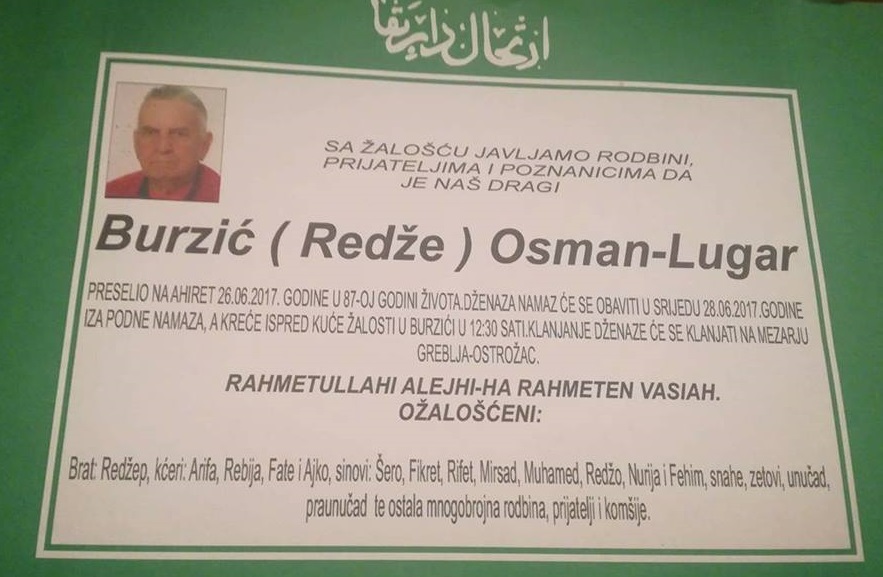 ارتحال دار بقا
SA ŽALOŠĆU JAVLJAMO RODBINI,
PRIJATELJIMA I POZNANICIMA DA
JE NAŠ DRAGI
Burzić ( Redže ) Osman-Lugar
PRESELIO NA AHIRET 26.06.2017. GODINE U 87-OJ GODINI ŽIVOTA.DŽENAZA NAMAZ ĆE SE OBAVITI U SRIJEDU 28.06.2017.GODINE
IZA PODNE NAMAZA, A KREĆE ISPRED KUĆE ŽALOSTI U BURZIĆI U 12:30 SATI.KLANJANJE DŽENAZE ĆE SE KLANJATI NA MEZARJU
GREBLJA-OSTROŽAC.
RAHMETULLAHI ALEJHI-HA RAHMETEN VASIAH.
OŽALOŠĆENI:
Brat: Redžep, kćeri: Arifa, Rebija, Fate i Ajko, sinovi: Šero, Fikret, Rifet, Mirsad, Muhamed, Redžo, Nurija i Fehim, snahe, zetovi, unučad,
praunučad te ostala mnogobrojna rodbina, prijatelji i komšije.